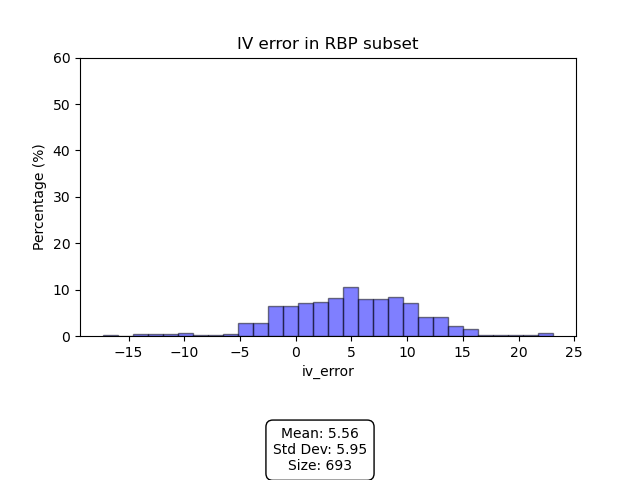 IV error in RBP subset
60
50
40
30
20
10
0
Percentage (%)
−15 −10 −5 0 5 10 15 20 25
iv_error
Mean: 5.56
Std Dev: 5.95
Size: 693